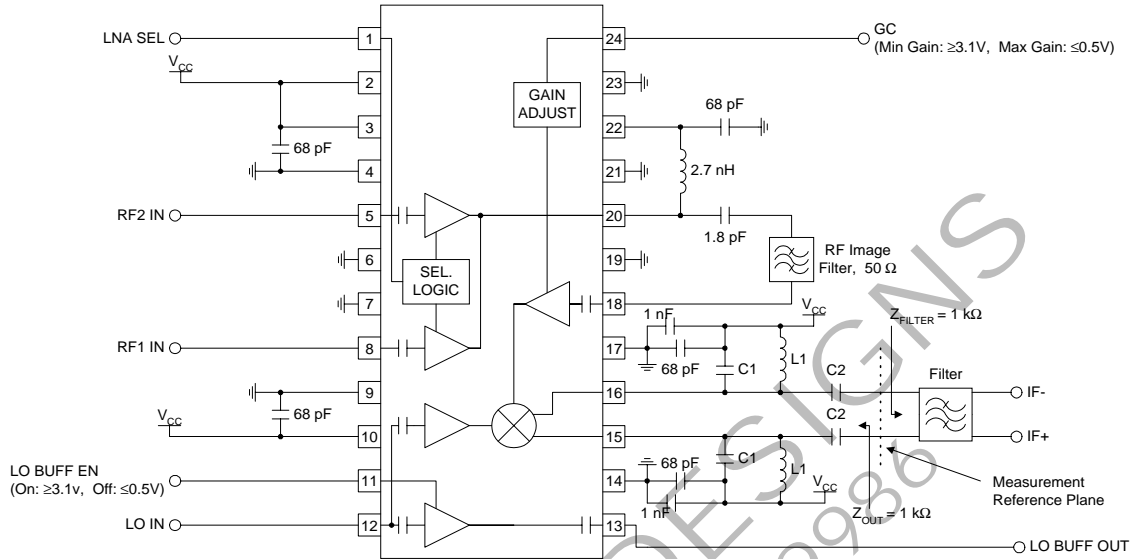 LNA SEL
1
24
GC
(Min Gain: ≥3.1V, Max Gain: ≤0.5V)
VCC
2
23
GAIN
ADJUST
68 pF
3
22
68 pF
4
21
2.7 nH
RF2 IN
5
20
1.8 pF
6
19
RF Image
Filter, 50 Ω
SEL.
LOGIC
7
18
VCC
1 nF
ZFILTER = 1 kΩ
RF1 IN
8
17
68 pF
C1
L1
C2
Filter
9
16
IF-
68 pF
C2
VCC
10
15
IF+
LO BUFF EN
(On: ≥3.1v, Off: ≤0.5V)
11
14
68 pF
C1
L1
VCC
1 nF
Measurement
Reference Plane
ZOUT = 1 kΩ
LO IN
12
13
LO BUFF OUT
DESIGNS